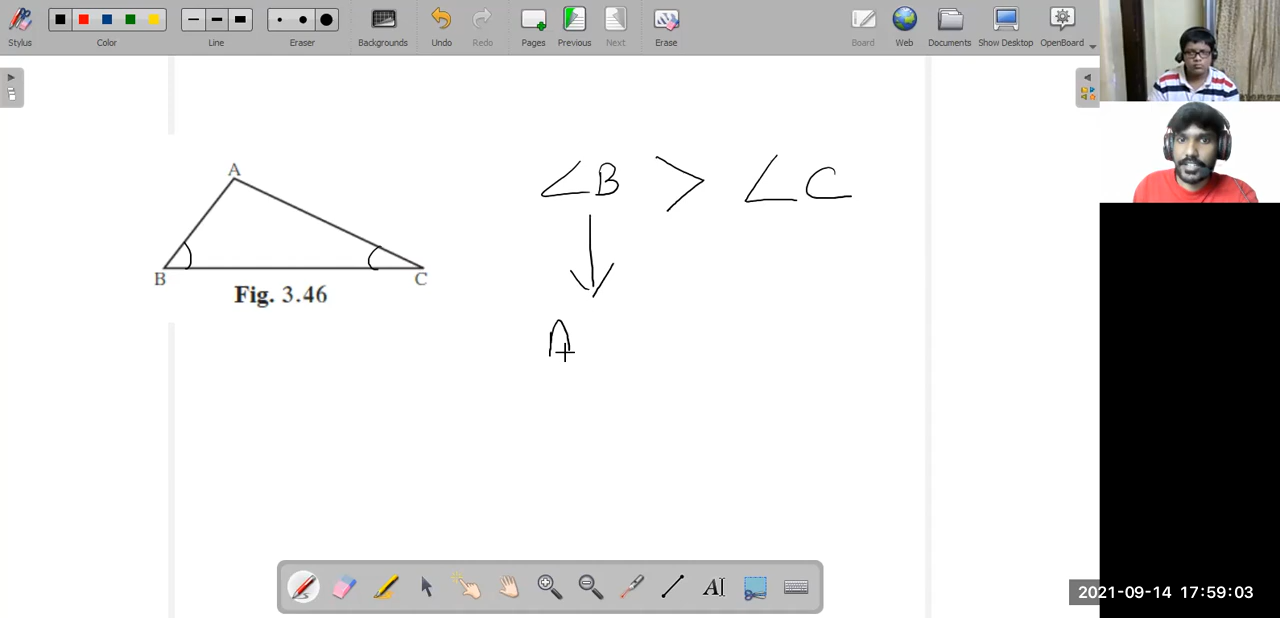 Stylus Color Line Eraser Backgrounds Undo Redo Pages Previous Next Erase Board Web Documents Show Desktop OpenBoard
A
B C
Fig. 3.46
∠B > ∠C
A
2021-09-14 17:59:03